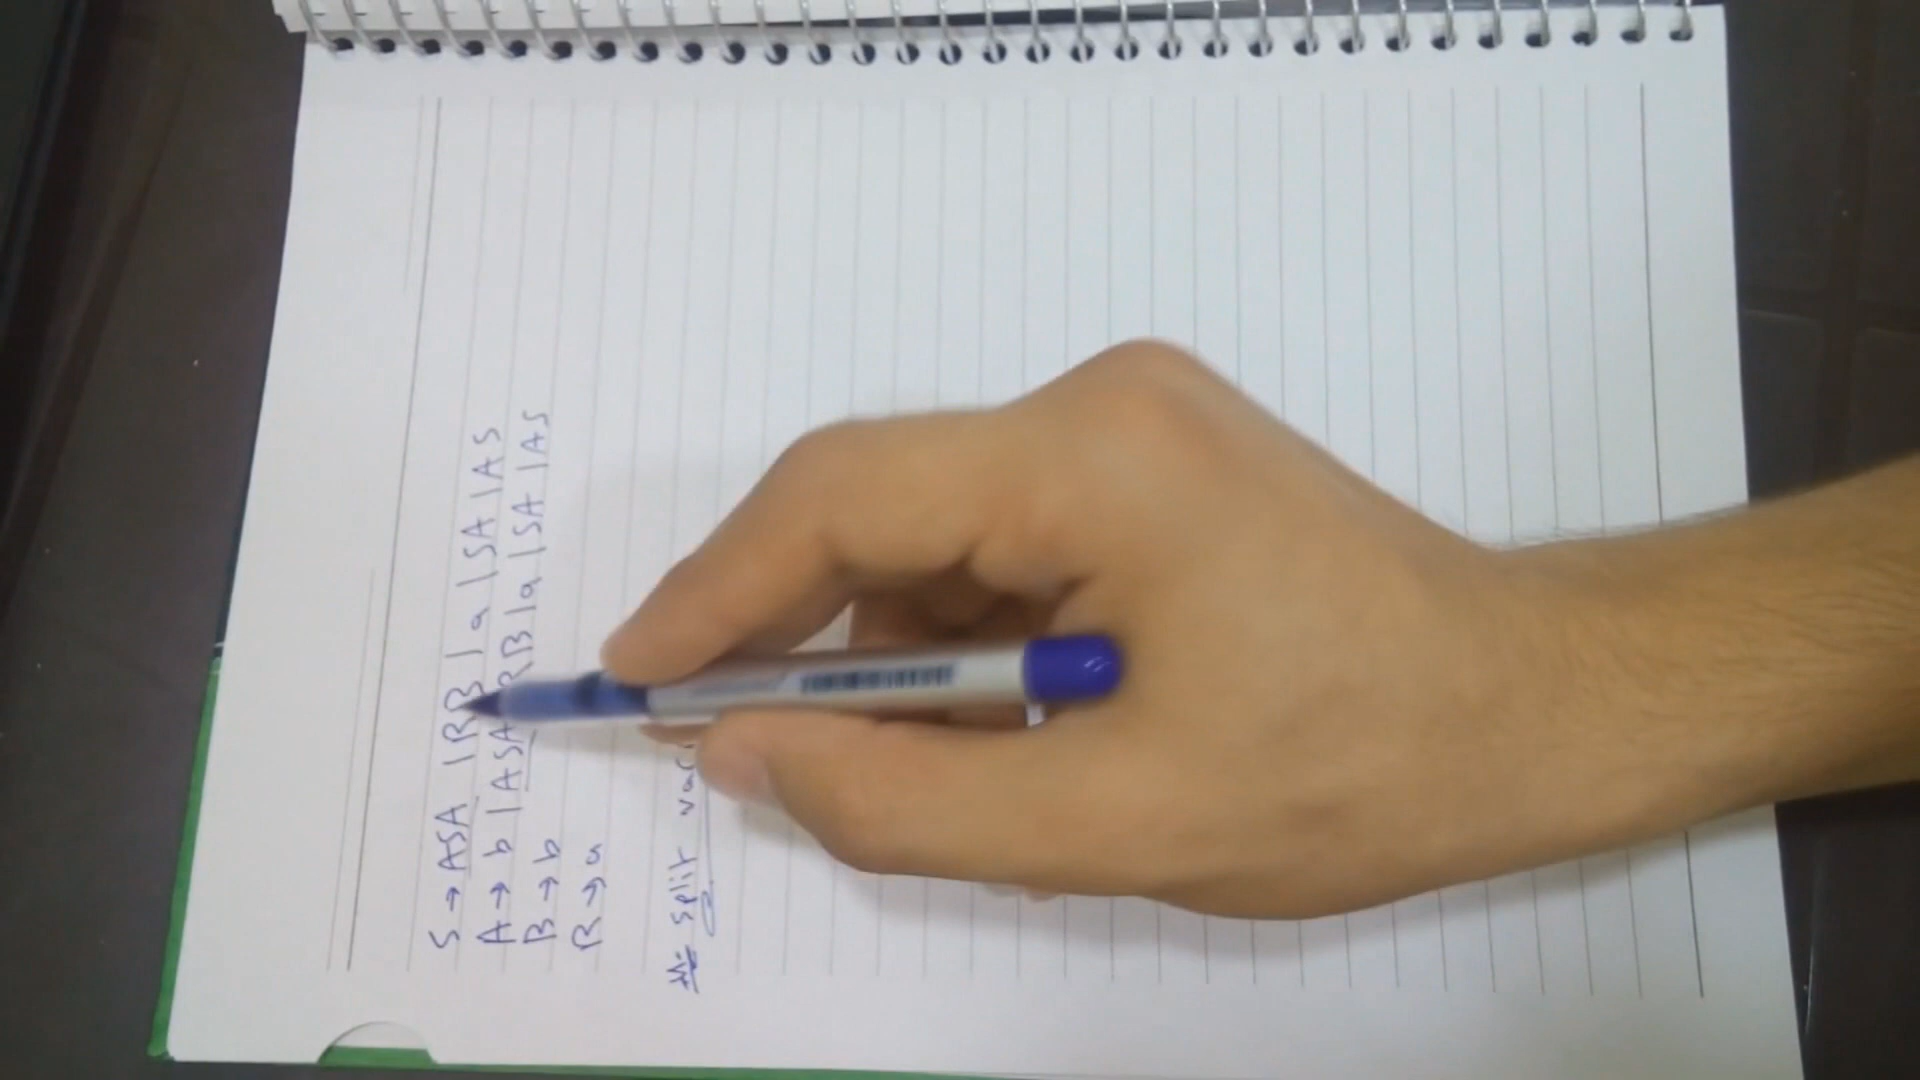 S → ASA | RB | a | SA | AS
A → b | ASA RB | a | SA | AS
B → b
R → a
split